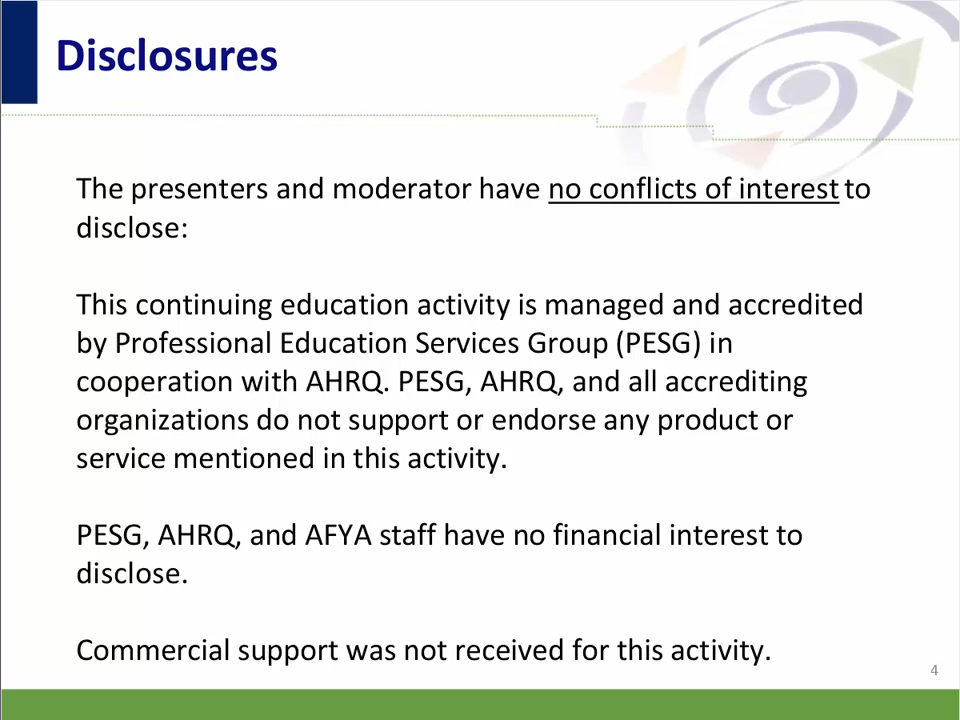 Disclosures
The presenters and moderator have no conflicts of interest to
disclose:
This continuing education activity is managed and accredited
by Professional Education Services Group (PESG) in
cooperation with AHRQ. PESG, AHRQ, and all accrediting
organizations do not support or endorse any product or
service mentioned in this activity.
PESG, AHRQ, and AFYA staff have no financial interest to
disclose.
Commercial support was not received for this activity.
4